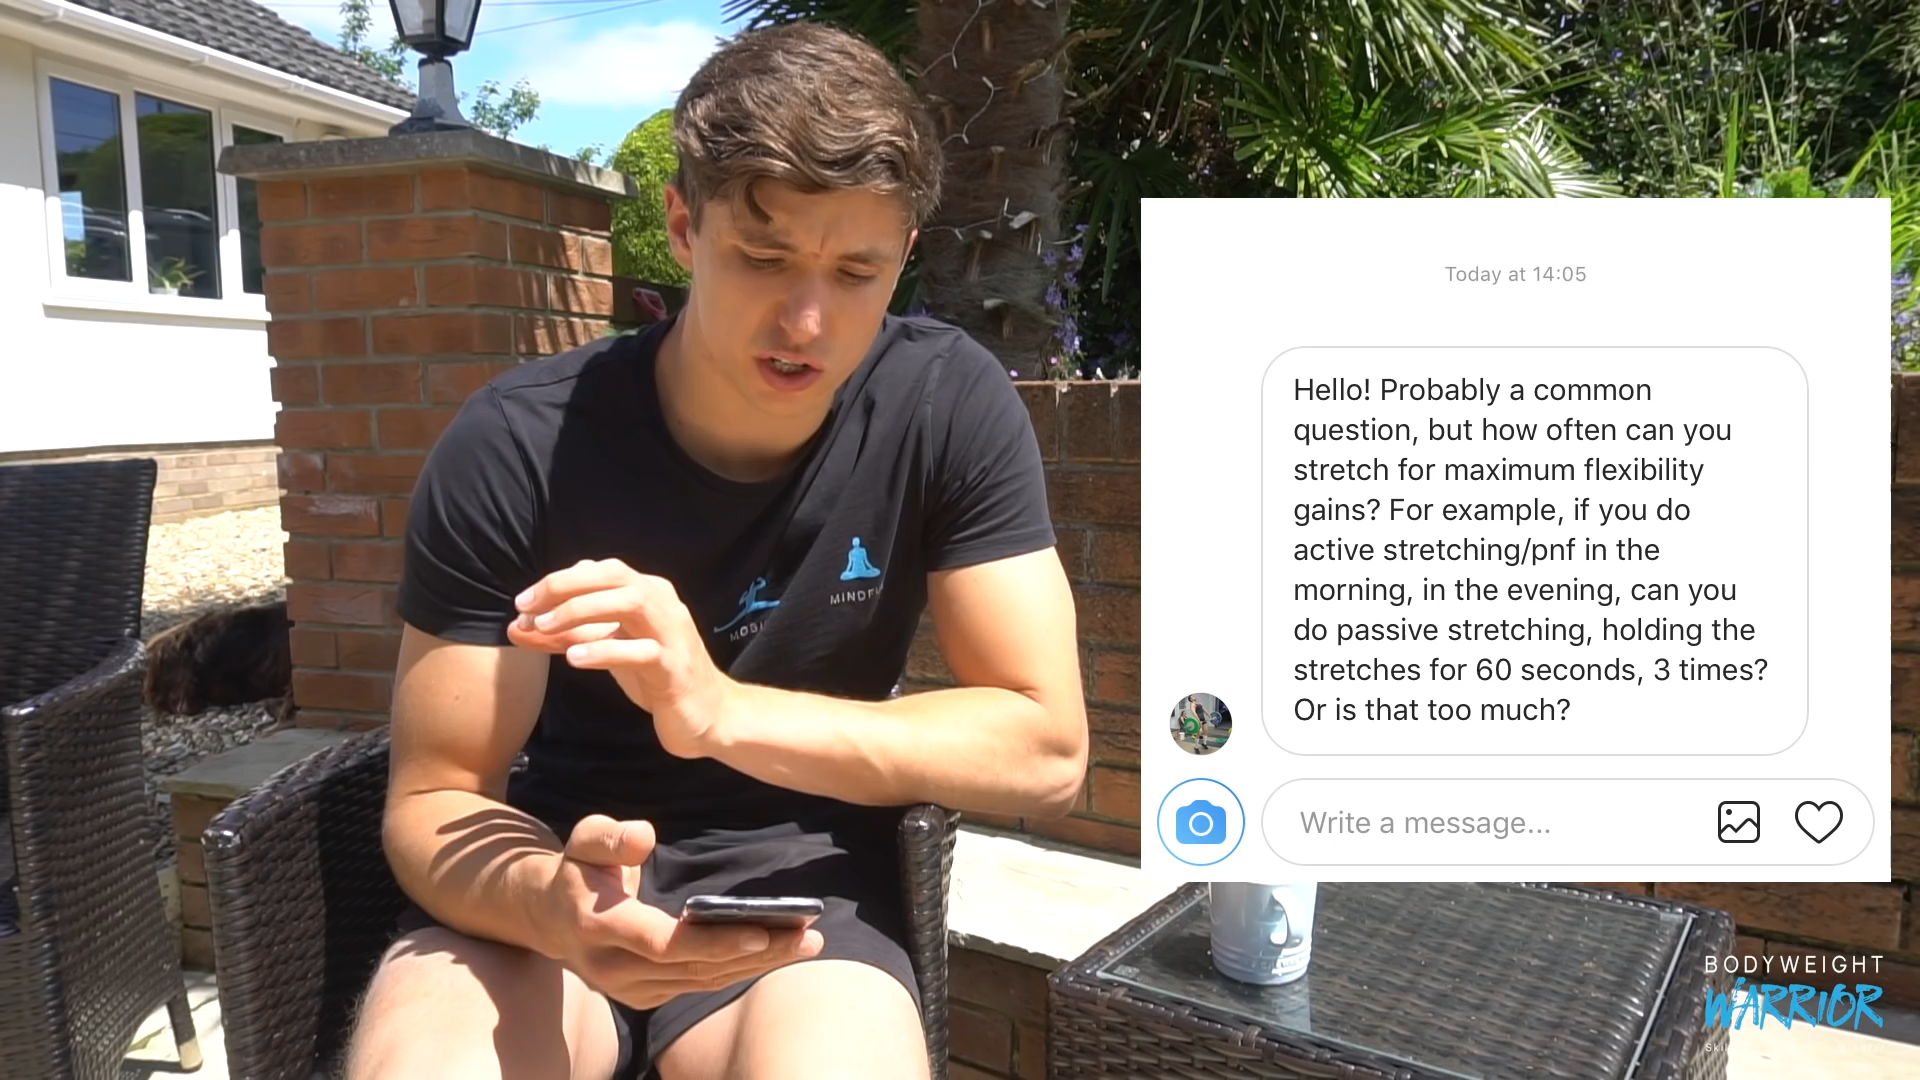 Today at 14:05
Hello! Probably a common
question, but how often can you
stretch for maximum flexibility
gains? For example, if you do
active stretching/pnf in the
morning, in the evening, can you
do passive stretching, holding the
stretches for 60 seconds, 3 times?
Or is that too much?
Write a message...
BODYWEIGHT
WARRIOR